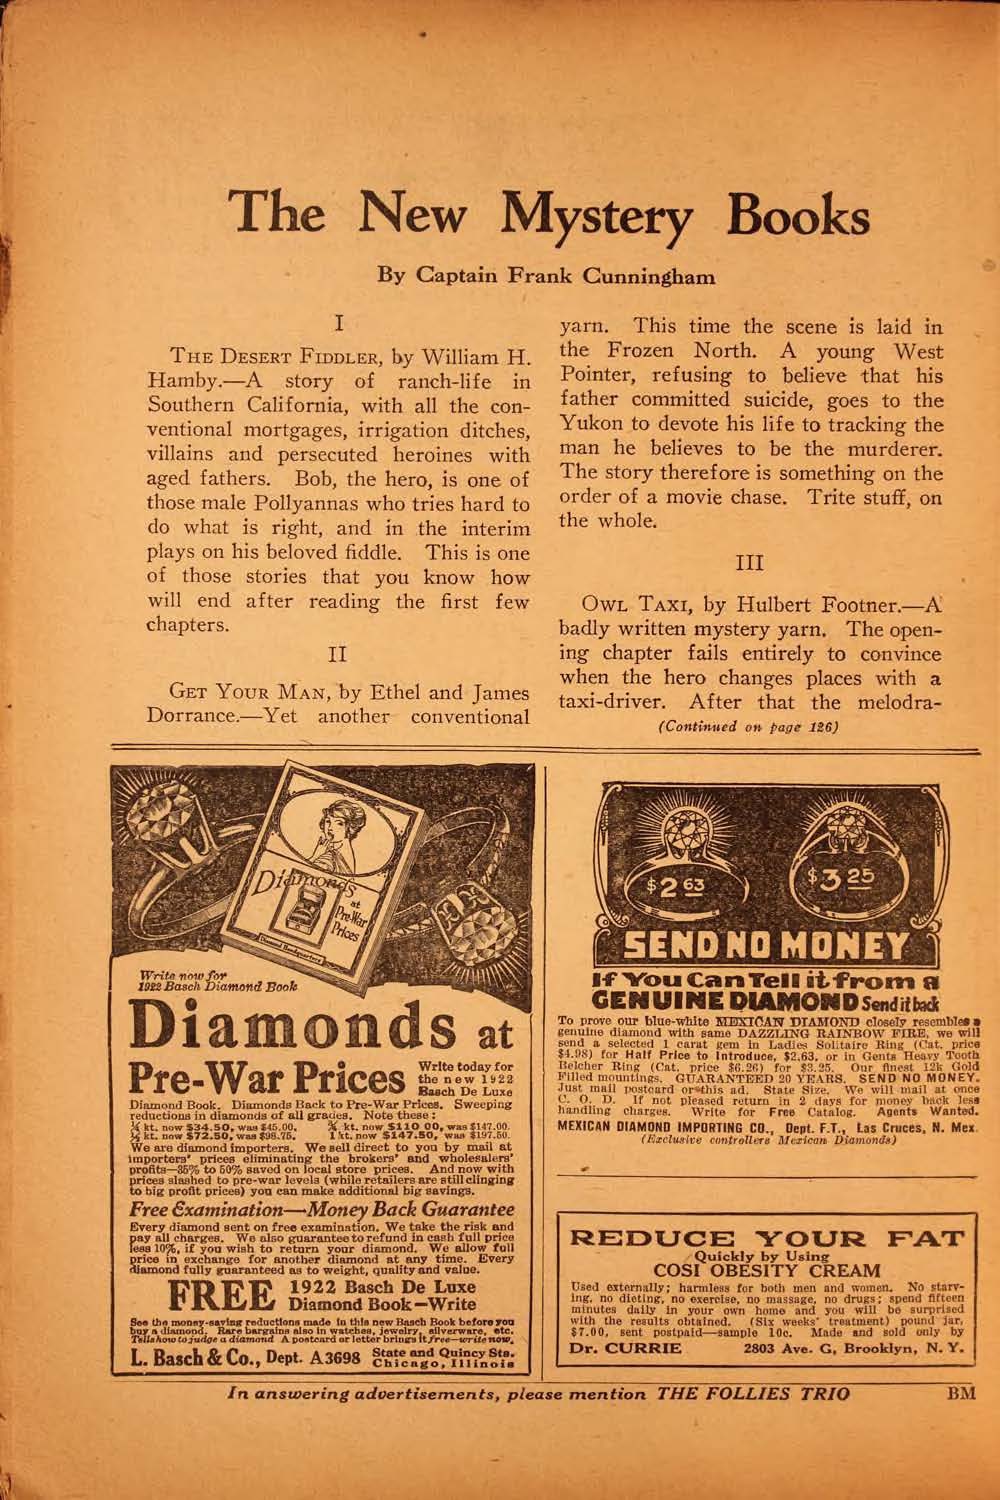 The New Mystery Books
By Captain Frank Cunningham
I
THE DESERT FIDDLER, by William H.
Hamby.—A story of ranch-life in
Southern California, with all the con-
ventional mortgages, irrigation ditches,
villains and persecuted heroines with
aged fathers. Bob, the hero, is one of
those male Pollyannas who tries hard to
do what is right, and in the interim
plays on his beloved fiddle. This is one
of those stories that you know how
will end after reading the first few
chapters.
II
GET YOUR MAN, by Ethel and James
Dorrance.—Yet another conventional
yarn. This time the scene is laid in
the Frozen North. A young West
Pointer, refusing to believe that his
father committed suicide, goes to the
Yukon to devote his life to tracking the
man he believes to be the murderer.
The story therefore is something on the
order of a movie chase. Trite stuff, on
the whole.
III
OWL TAXI, by Hulbert Footner.—A
badly written mystery yarn. The open-
ing chapter fails entirely to convince
when the hero changes places with a
taxi-driver. After that the melodra-
(Continued on page 126)
Diamonds
at
Pre-War
Prices
Diamond Headquarters
Write now for
1922 Basch Diamond Book
Diamonds at
Pre-War Prices
Write today for
the new 1922
Basch De Luxe
Diamond Book. Diamonds Back to Pre-War Prices. Sweeping
reductions in diamonds of all grades. Note these:
¼ kt. now $34.50, was $45.00. ¾ kt. now $110 00, was $147.00.
½ kt. now $72.50, was $98.75. 1 kt. now $147.50, was $197.50.
We are diamond importers. We sell direct to you by mail at
importers' prices eliminating the brokers' and wholesalers'
profits—35% to 50% saved on local store prices. And now with
prices slashed to pre-war levels (while retailers are still clinging
to big profit prices) you can make additional big savings.
Free Examination—Money Back Guarantee
Every diamond sent on free examination. We take the risk and
pay all charges. We also guarantee to refund in cash full price
less 10%, if you wish to return your diamond. We allow full
price in exchange for another diamond at any time. Every
diamond fully guaranteed as to weight, quality and value.
FREE 1922 Basch De Luxe
Diamond Book—Write
See the money-saving reductions made in this new Basch Book before you
buy a diamond. Rare bargains also in watches, jewelry, silverware, etc.
Tells how to judge a diamond A postcard or letter brings it free—write now.
L. Basch & Co., Dept. A3698 State and Quincy Sts.
Chicago, Illinois
$2 63
$3 25
SEND NO MONEY
If You Can Tell it from a
GENUINE DIAMOND Send it back
To prove our blue-white MEXICAN DIAMOND closely resembles a
genuine diamond with same DAZZLING RAINBOW FIRE, we will
send a selected 1 carat gem in Ladies Solitaire Ring (Cat. price
$4.98) for Half Price to Introduce, $2.63, or in Gents Heavy Tooth
Belcher Ring (Cat. price $6.26) for $3.25. Our finest 12k Gold
Filled mountings. GUARANTEED 20 YEARS. SEND NO MONEY.
Just mail postcard or this ad. State Size. We will mail at once
C. O. D. If not pleased return in 2 days for money back less
handling charges. Write for Free Catalog. Agents Wanted.
MEXICAN DIAMOND IMPORTING CO., Dept. F.T., Las Cruces, N. Mex.
(Exclusive controllers Mexican Diamonds)
REDUCE YOUR FAT
Quickly by Using
COSI OBESITY CREAM
Used externally; harmless for both men and women. No starv-
ing, no dieting, no exercise, no massage, no drugs; spend fifteen
minutes daily in your own home and you will be surprised
with the results obtained. (Six weeks' treatment) pound jar,
$7.00, sent postpaid—sample 10c. Made and sold only by
Dr. CURRIE 2803 Ave. G, Brooklyn, N. Y.
In answering advertisements, please mention THE FOLLIES TRIO BM